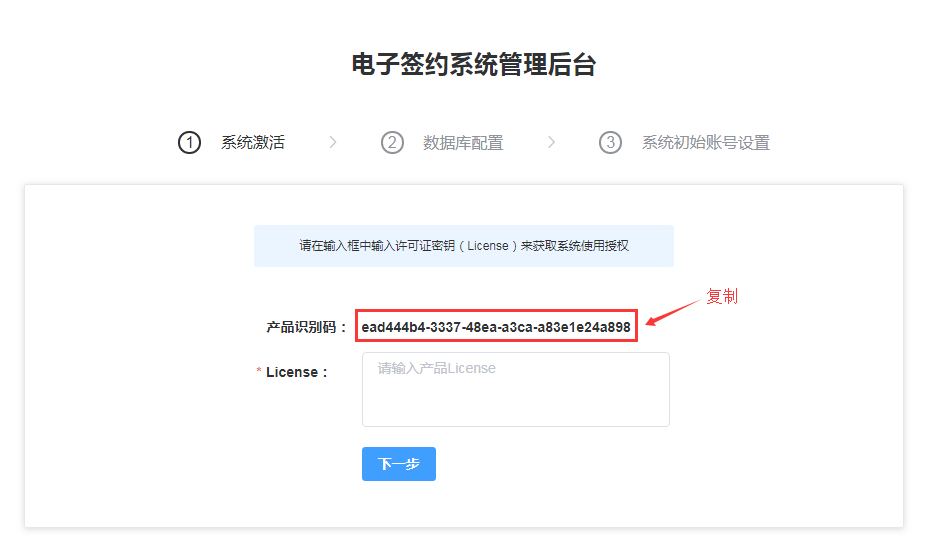 电子签约系统管理后台
1 系统激活 > 2 数据库配置 > 3 系统初始账号设置
请在输入框中输入许可证密钥（License）来获取系统使用授权
复制
产品识别码： ead444b4-3337-48ea-a3ca-a83e1e24a898
* License： 请输入产品License
下一步